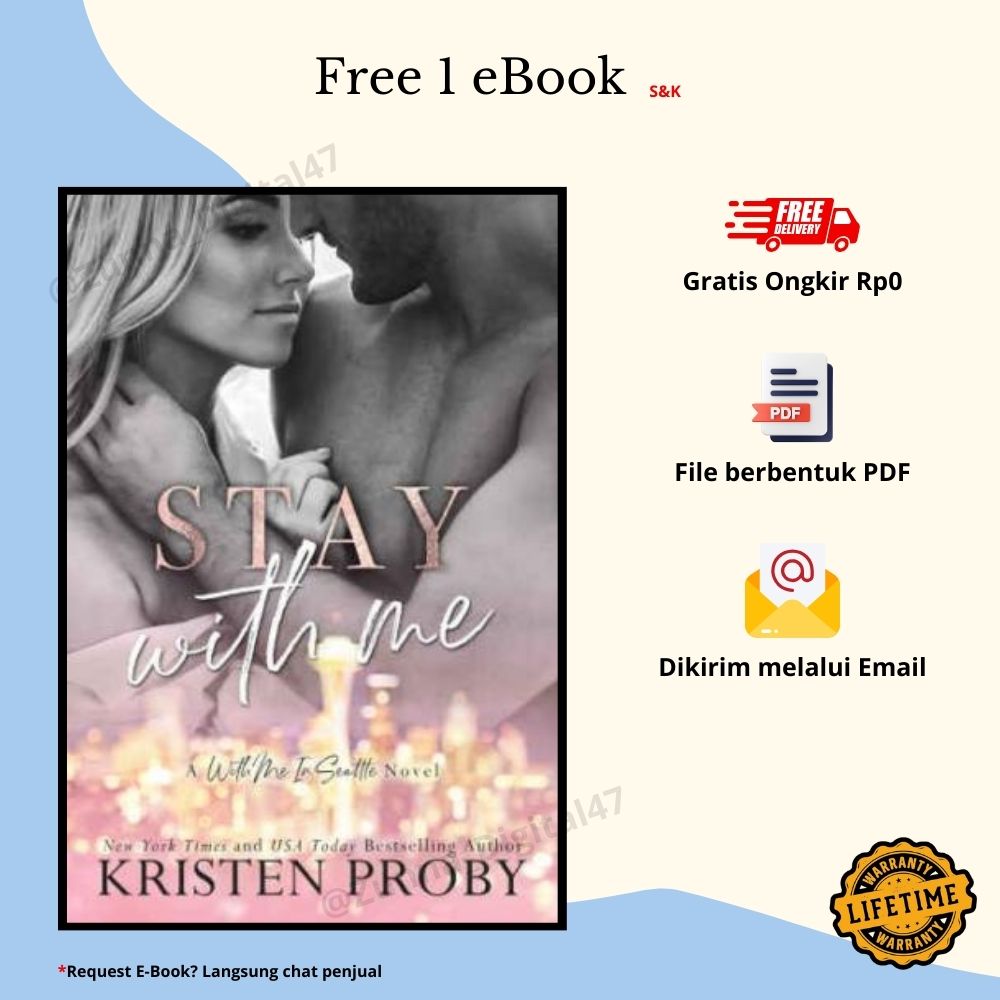 Free 1 eBook S&K
FREE
DELIVERY
Gratis Ongkir Rp0
PDF
File berbentuk PDF
@
Dikirim melalui Email
STAY
with me
A With Me In Seattle Novel
New York Times and USA Today Bestselling Author
KRISTEN PROBY
WARRANTY
LIFETIME
WARRANTY
*Request E-Book? Langsung chat penjual